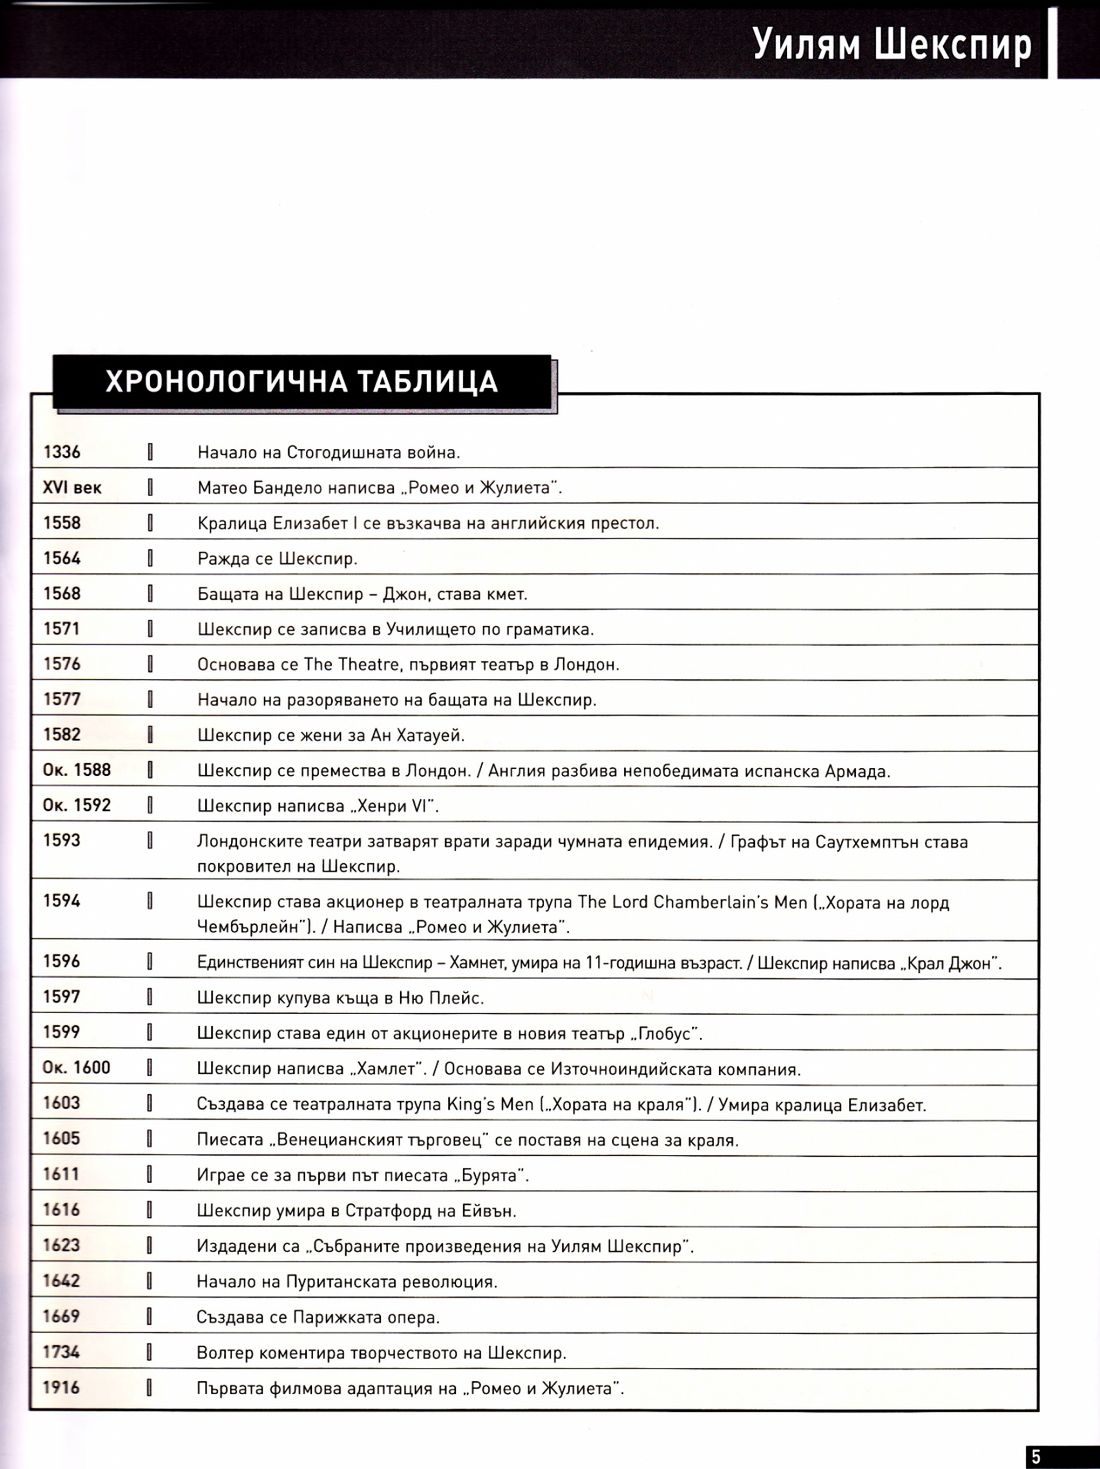 Уилям Шекспир
ХРОНОЛОГИЧНА ТАБЛИЦА
1336 Начало на Стогодишната война.
XVI век Матео Бандело написва „Ромео и Жулиета”.
1558 Кралица Елизабет I се възкачва на английския престол.
1564 Ражда се Шекспир.
1568 Бащата на Шекспир – Джон, става кмет.
1571 Шекспир се записва в Училището по граматика.
1576 Основава се The Theatre, първият театър в Лондон.
1577 Начало на разоряването на бащата на Шекспир.
1582 Шекспир се жени за Ан Хатауей.
Ок. 1588 Шекспир се премества в Лондон. / Англия разбива непобедимата испанска Армада.
Ок. 1592 Шекспир написва „Хенри VI”.
1593 Лондонските театри затварят врати заради чумната епидемия. / Графът на Саутхемптън става
покровител на Шекспир.
1594 Шекспир става акционер в театралната трупа The Lord Chamberlain's Men („Хората на лорд
Чембърлейн”). / Написва „Ромео и Жулиета”.
1596 Единственият син на Шекспир – Хамнет, умира на 11-годишна възраст. / Шекспир написва „Крал Джон”.
1597 Шекспир купува къща в Ню Плейс.
1599 Шекспир става един от акционерите в новия театър „Глобус”.
Ок. 1600 Шекспир написва „Хамлет”. / Основава се Източноиндийската компания.
1603 Създава се театралната трупа King's Men („Хората на краля”). / Умира кралица Елизабет.
1605 Пиесата „Венецианският търговец” се поставя на сцена за краля.
1611 Играе се за първи път пиесата „Бурята”.
1616 Шекспир умира в Стратфорд на Ейвън.
1623 Издадени са „Събраните произведения на Уилям Шекспир”.
1642 Начало на Пуританската революция.
1669 Създава се Парижката опера.
1734 Волтер коментира творчеството на Шекспир.
1916 Първата филмова адаптация на „Ромео и Жулиета”.
5